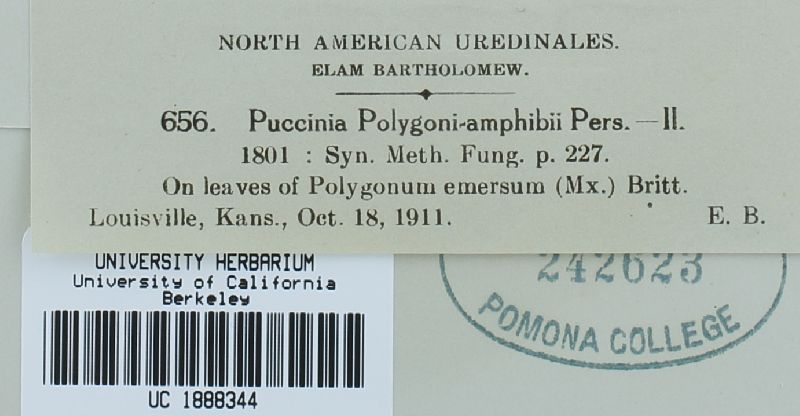 NORTH AMERICAN UREDINALES.
ELAM BARTHOLOMEW.
656. Puccinia Polygoni-amphibii Pers. — II.
1801 : Syn. Meth. Fung. p. 227.
On leaves of Polygonum emersum (Mx.) Britt.
Louisville, Kans., Oct. 18, 1911. E. B.
UNIVERSITY HERBARIUM
University of California
Berkeley
UC 1888344
242623
POMONA COLLEGE